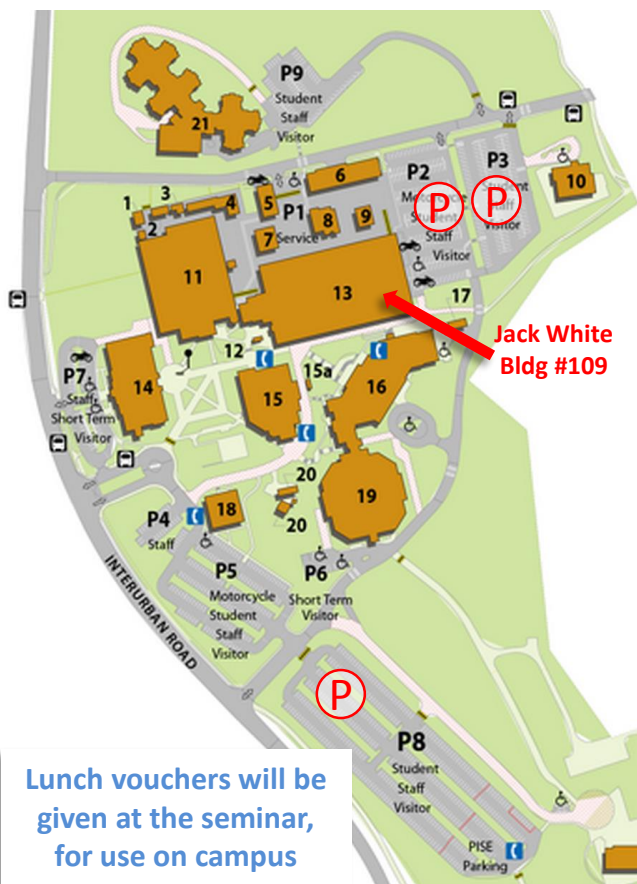 P9
Student
Staff
Visitor
21
6
P2
Motorcycle
Student
Staff
Visitor
P3
Student
Staff
Visitor
10
1
3
4
5
2
P1
Service
8
9
7
11
13
17
Jack White
Bldg #109
12
P7
Staff
Short Term
Visitor
14
15
15a
16
20
19
20
18
P4
Staff
P5
Motorcycle
Student
Staff
Visitor
P6
Short Term
Visitor
INTERURBAN ROAD
P
P
P
P8
Student
Staff
Visitor
PISE
Parking
Lunch vouchers will be
given at the seminar,
for use on campus